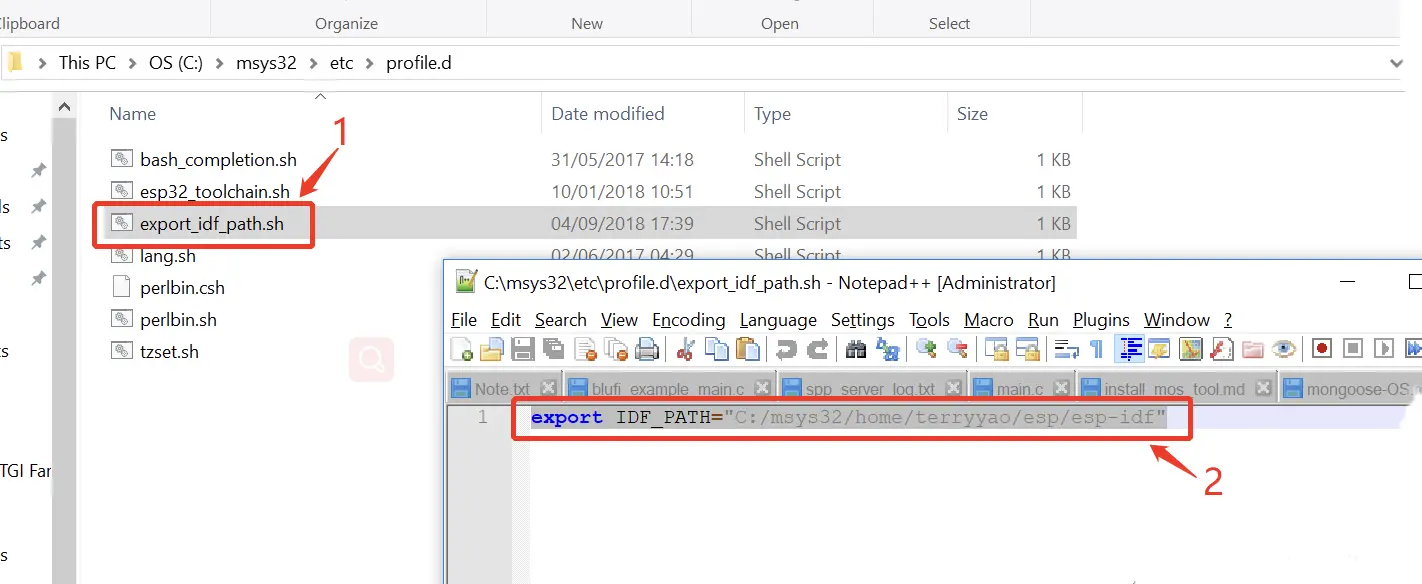 lipboard Organize New Open Select
This PC > OS (C:) > msys32 > etc > profile.d
Name Date modified Type Size
s
1
bash_completion.sh 31/05/2017 14:18 Shell Script 1 KB
esp32_toolchain.sh 10/01/2018 10:51 Shell Script 1 KB
ls
export_idf_path.sh 04/09/2018 17:39 Shell Script 1 KB
ts
lang.sh 02/06/2017 04:29 Shell Script 1 KB
perlbin.csh
perlbin.sh
ts
tzset.sh
TGI Far
s
C:\msys32\etc\profile.d\export_idf_path.sh - Notepad++ [Administrator]
File Edit Search View Encoding Language Settings Tools Macro Run Plugins Window ?
Note.txt blufi_example_main.c spp_server_log.txt main.c install_mos_tool.md mongoose-OS.
1 export IDF_PATH="C:/msys32/home/terryyao/esp/esp-idf"
2